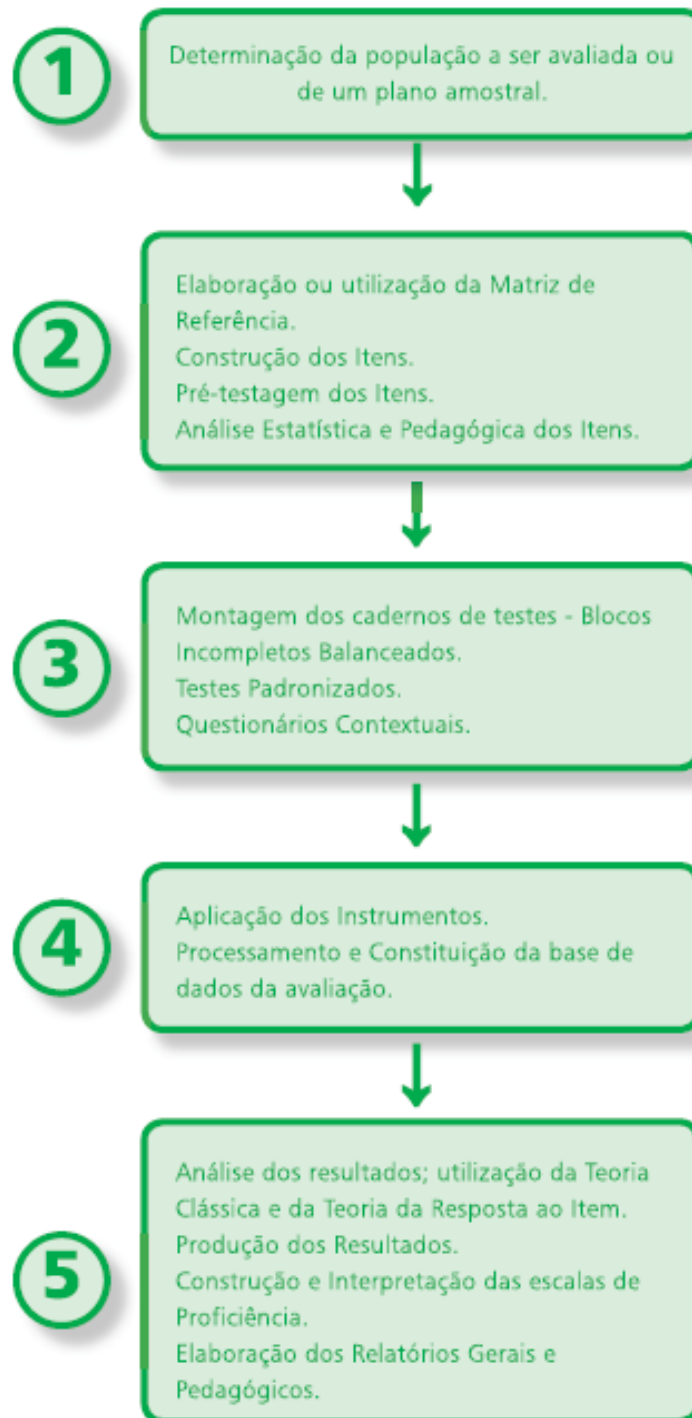 1
Determinação da população a ser avaliada ou
de um plano amostral.
2
Elaboração ou utilização da Matriz de
Referência.
Construção dos Itens.
Pré-testagem dos Itens.
Análise Estatística e Pedagógica dos Itens.
3
Montagem dos cadernos de testes - Blocos
Incompletos Balanceados.
Testes Padronizados.
Questionários Contextuais.
4
Aplicação dos Instrumentos.
Processamento e Constituição da base de
dados da avaliação.
5
Análise dos resultados; utilização da Teoria
Clássica e da Teoria da Resposta ao Item.
Produção dos Resultados.
Construção e Interpretação das escalas de
Proficiência.
Elaboração dos Relatórios Gerais e
Pedagógicos.